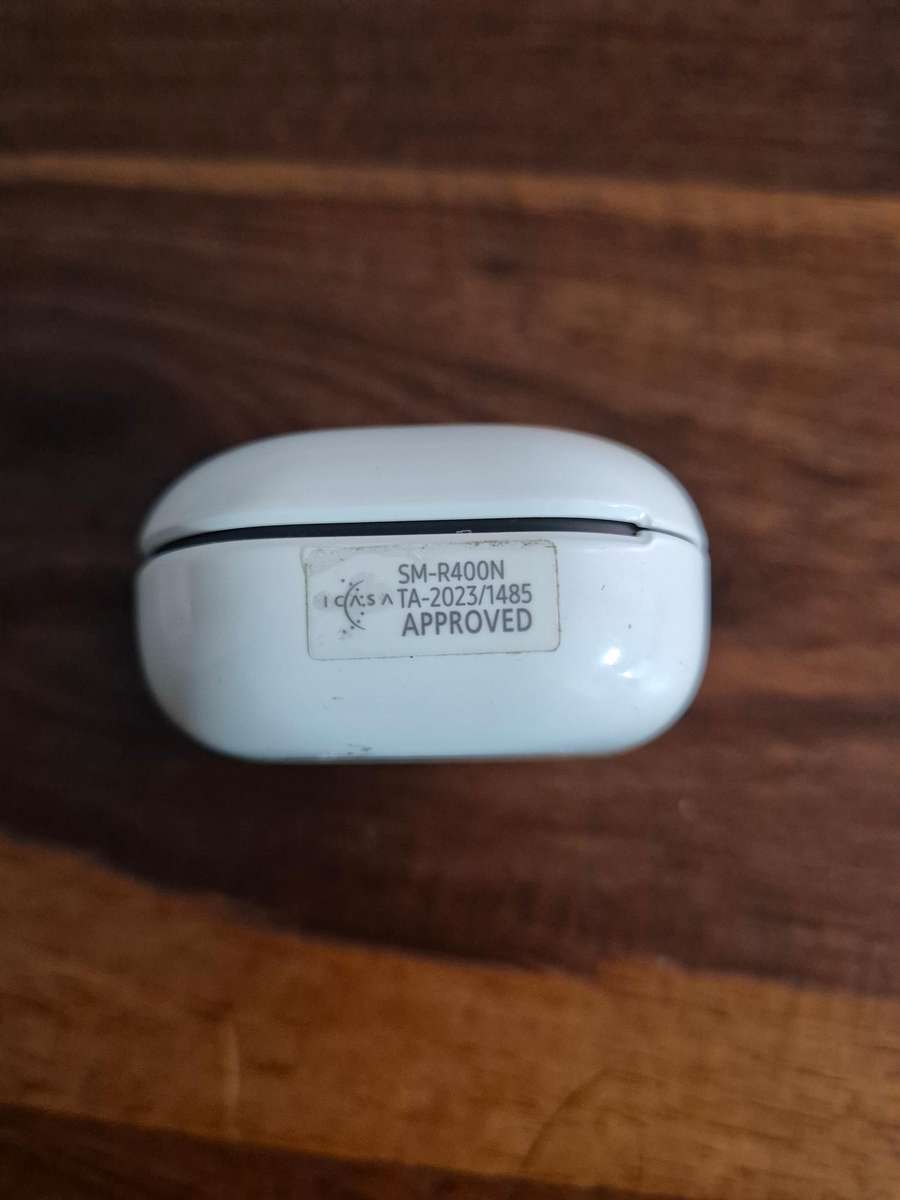 ICASA
SM-R400N
TA-2023/1485
APPROVED